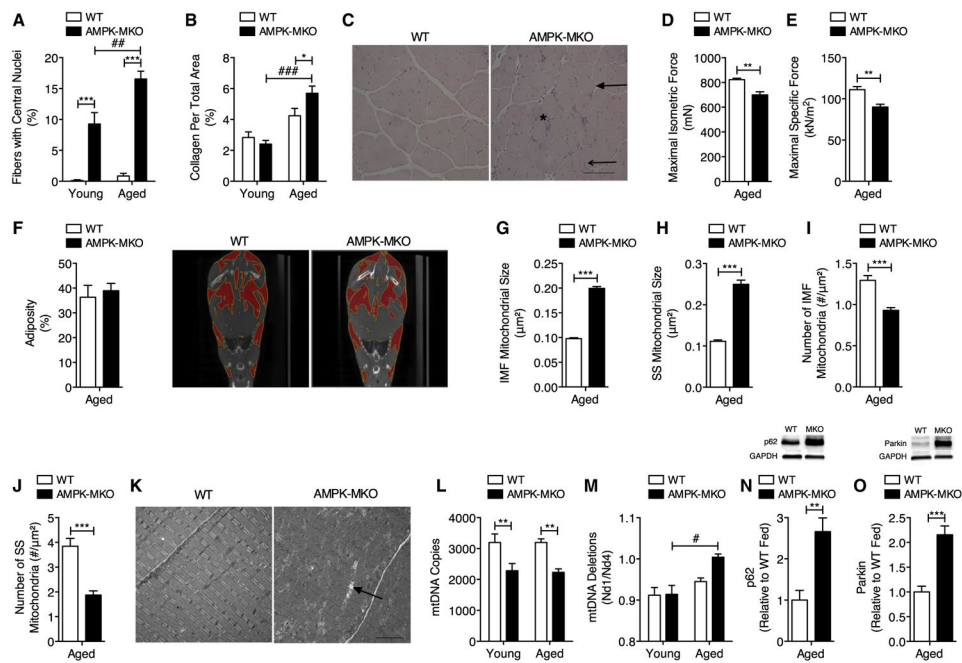 A
WT
AMPK-MKO
Fibers with Central Nuclei
(%)
20
15
10
5
0
***
##
***
Young
Aged
B
WT
AMPK-MKO
Collagen Per Total Area
(%)
8
6
4
2
0
###
*
Young
Aged
C
WT
AMPK-MKO
*
D
WT
AMPK-MKO
Maximal Isometric Force
(mN)
1000
800
600
400
200
0
**
Aged
E
WT
AMPK-MKO
Maximal Specific Force
(kN/m²)
150
100
50
0
**
Aged
F
WT
AMPK-MKO
Adiposity
(%)
50
40
30
20
10
0
Aged
WT
AMPK-MKO
G
WT
AMPK-MKO
IMF Mitochondrial Size
(µm²)
0.25
0.20
0.15
0.10
0.05
0.00
***
Aged
H
WT
AMPK-MKO
SS Mitochondrial Size
(µm²)
0.3
0.2
0.1
0.0
***
Aged
I
WT
AMPK-MKO
Number of IMF
Mitochondria (#/µm²)
1.5
1.0
0.5
0.0
***
Aged
J
WT
AMPK-MKO
Number of SS
Mitochondria (#/µm²)
5
4
3
2
1
0
***
Aged
K
WT
AMPK-MKO
L
WT
AMPK-MKO
mtDNA Copies
4000
3000
2000
1000
0
**
**
Young
Aged
M
WT
AMPK-MKO
mtDNA Deletions
(Nd1/Nd4)
1.1
1.0
0.9
0.8
#
Young
Aged
WT MKO
p62
GAPDH
N
WT
AMPK-MKO
p62
(Relative to WT Fed)
4
3
2
1
0
**
Aged
WT MKO
Parkin
GAPDH
O
WT
AMPK-MKO
Parkin
(Relative to WT Fed)
3
2
1
0
***
Aged